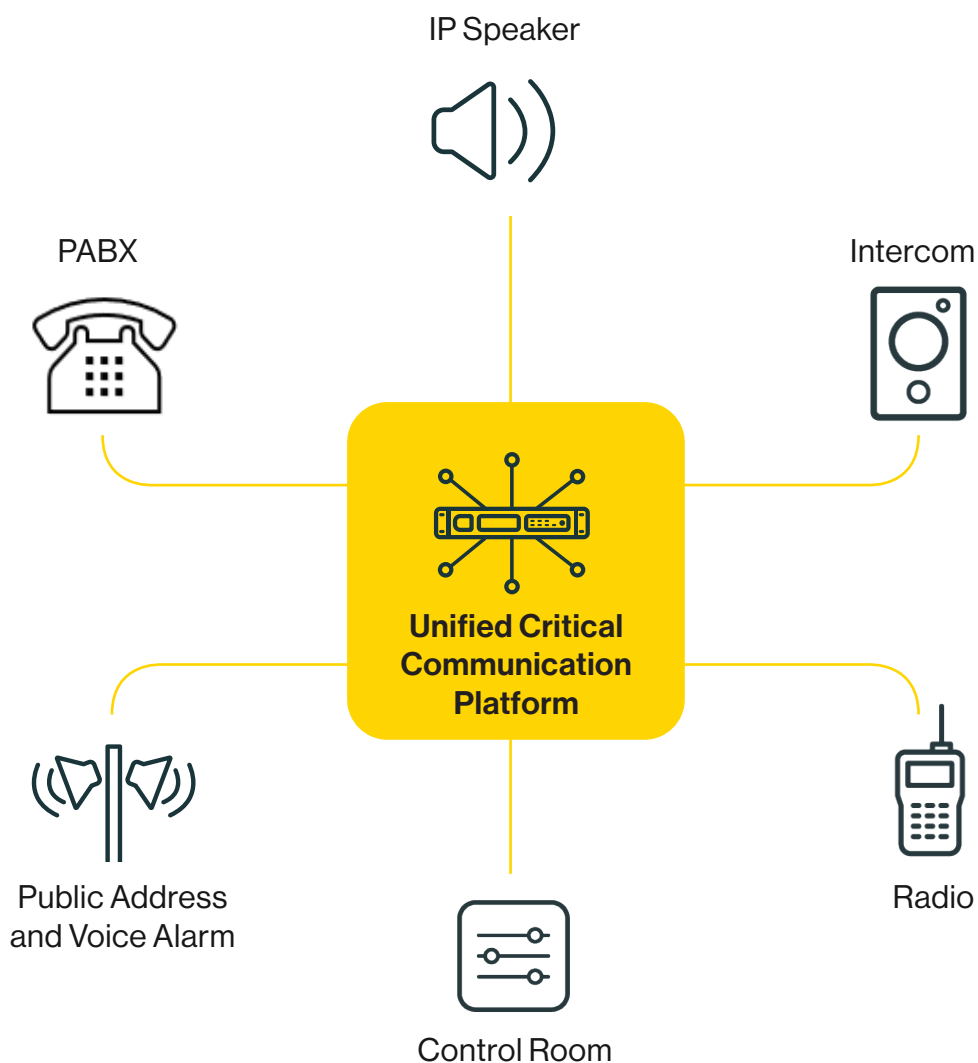 IP Speaker
PABX
Intercom
Unified Critical
Communication
Platform
Public Address
and Voice Alarm
Radio
Control Room